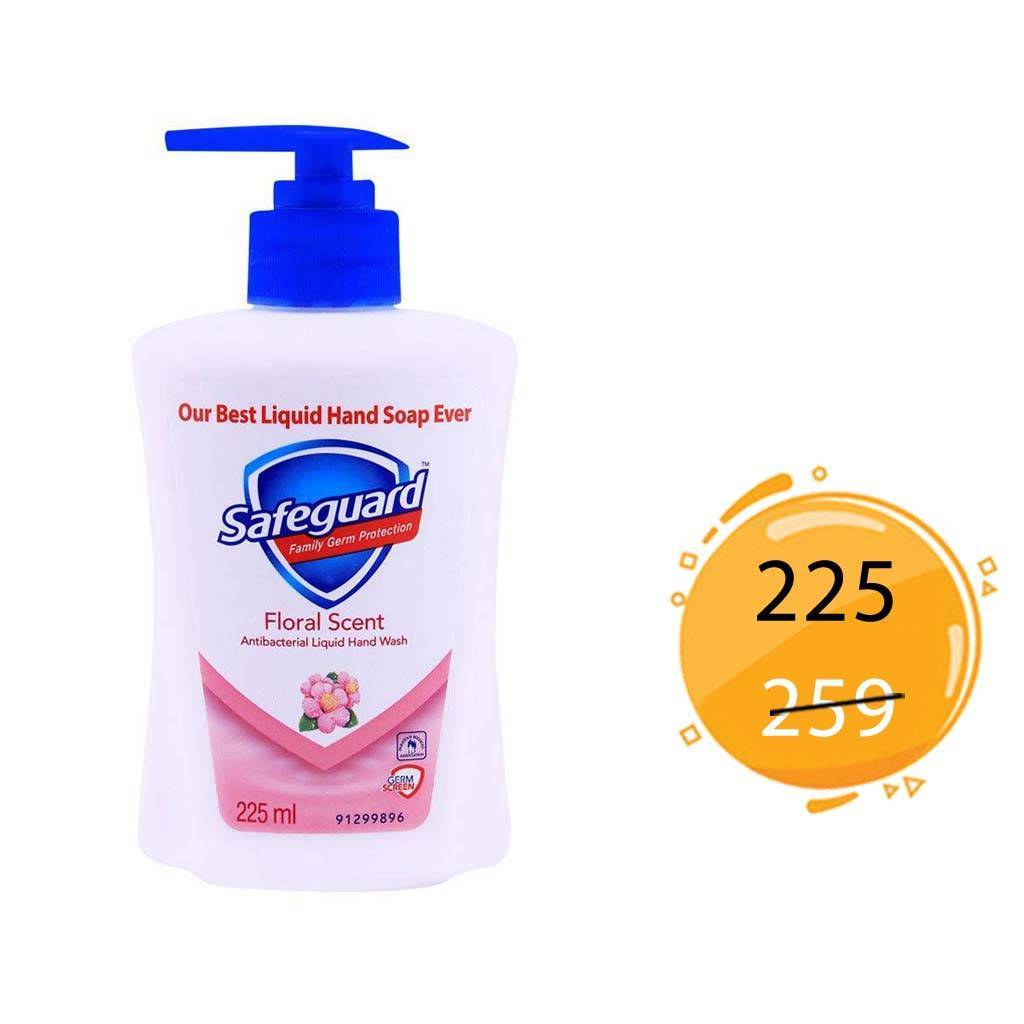 Our Best Liquid Hand Soap Ever
Safeguard™
Family Germ Protection
Floral Scent
Antibacterial Liquid Hand Wash
GERM
SCREEN
225 ml
91299896
225
259